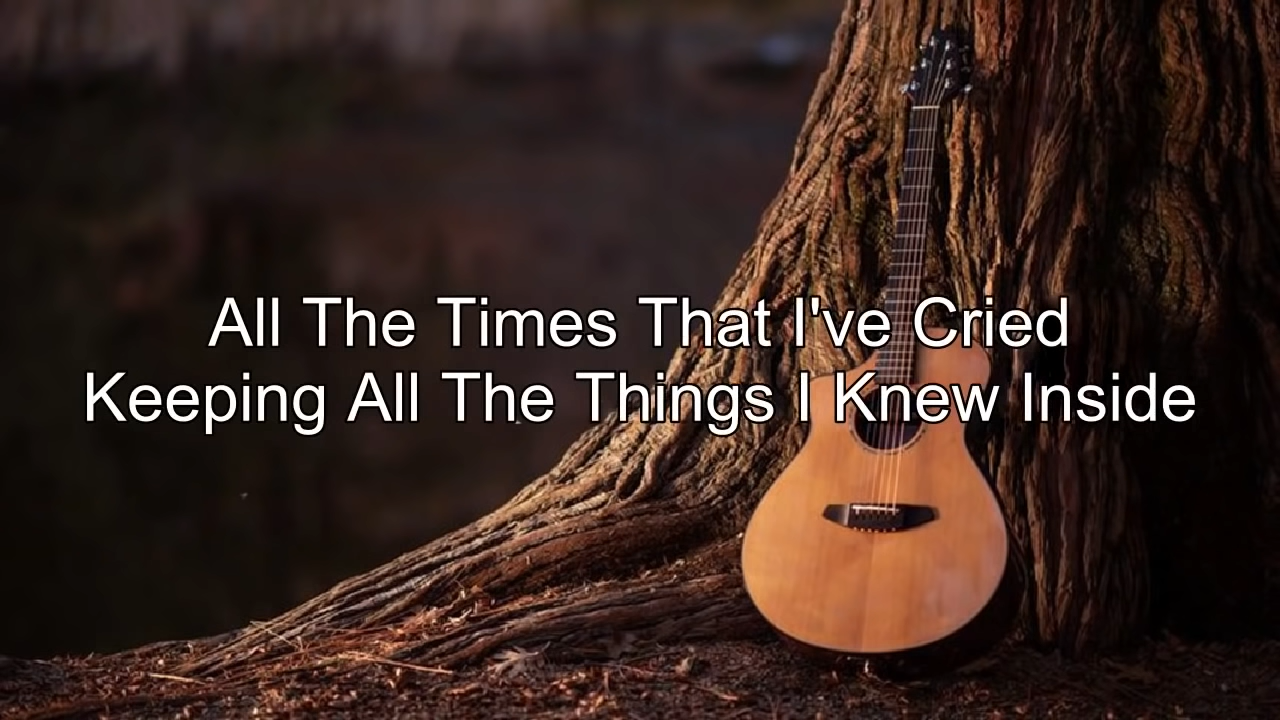 All The Times That I've Cried
Keeping All The Things I Knew Inside